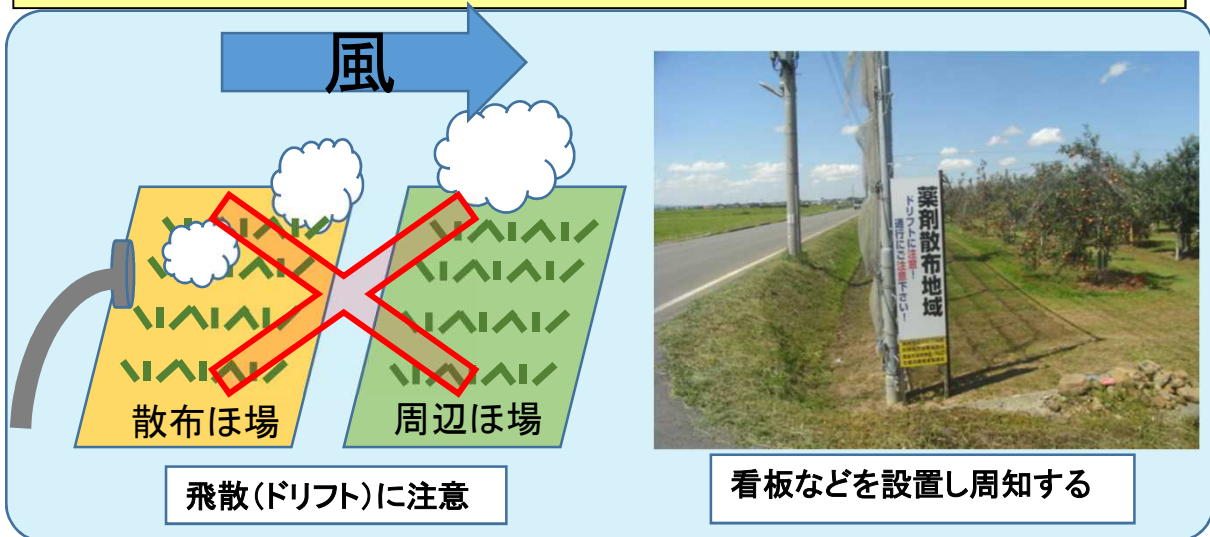 風
散布ほ場
周辺ほ場
飛散(ドリフト)に注意
薬剤散布地域
ドリフトに注意!
通行にご注意下さい!
看板などを設置し周知する